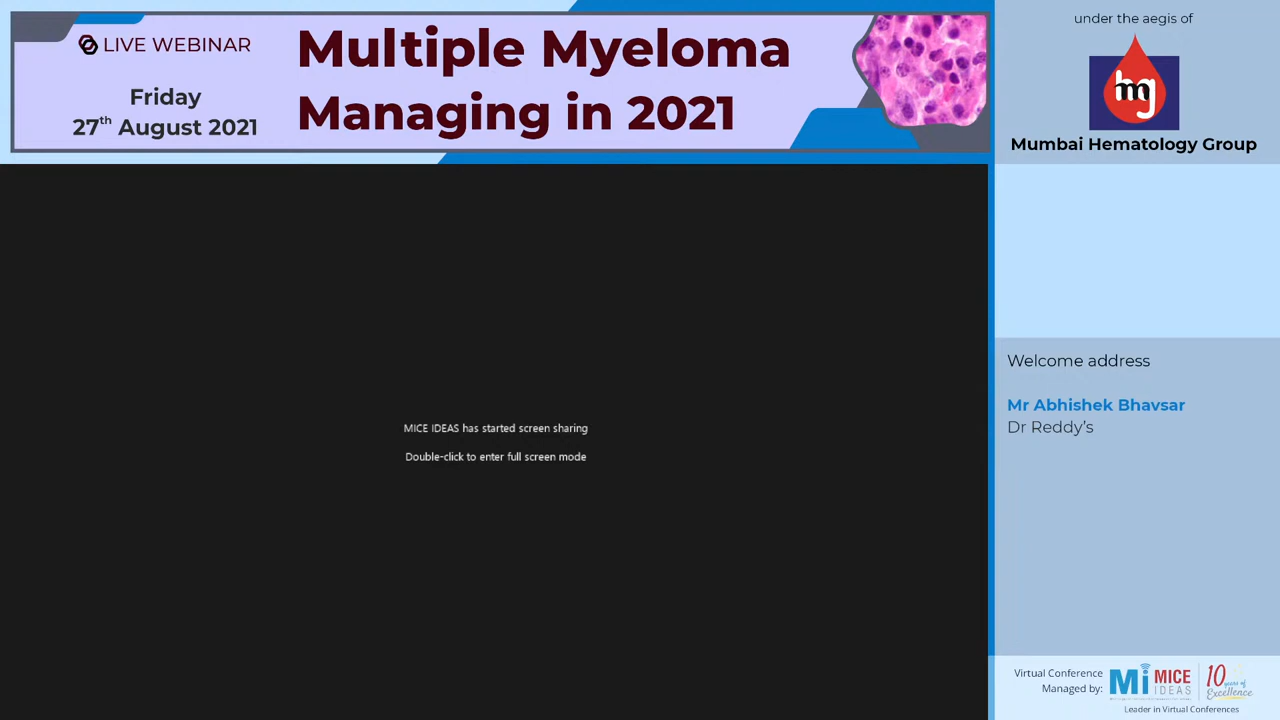 LIVE WEBINAR
Friday
27th August 2021
Multiple Myeloma
Managing in 2021
under the aegis of
hmg
Mumbai Hematology Group
MICE IDEAS has started screen sharing
Double-click to enter full screen mode
Welcome address
Mr Abhishek Bhavsar
Dr Reddy's
Virtual Conference
Managed by:
Mi MICE
IDEAS
10
years of
Excellence
Leader in Virtual Conferences